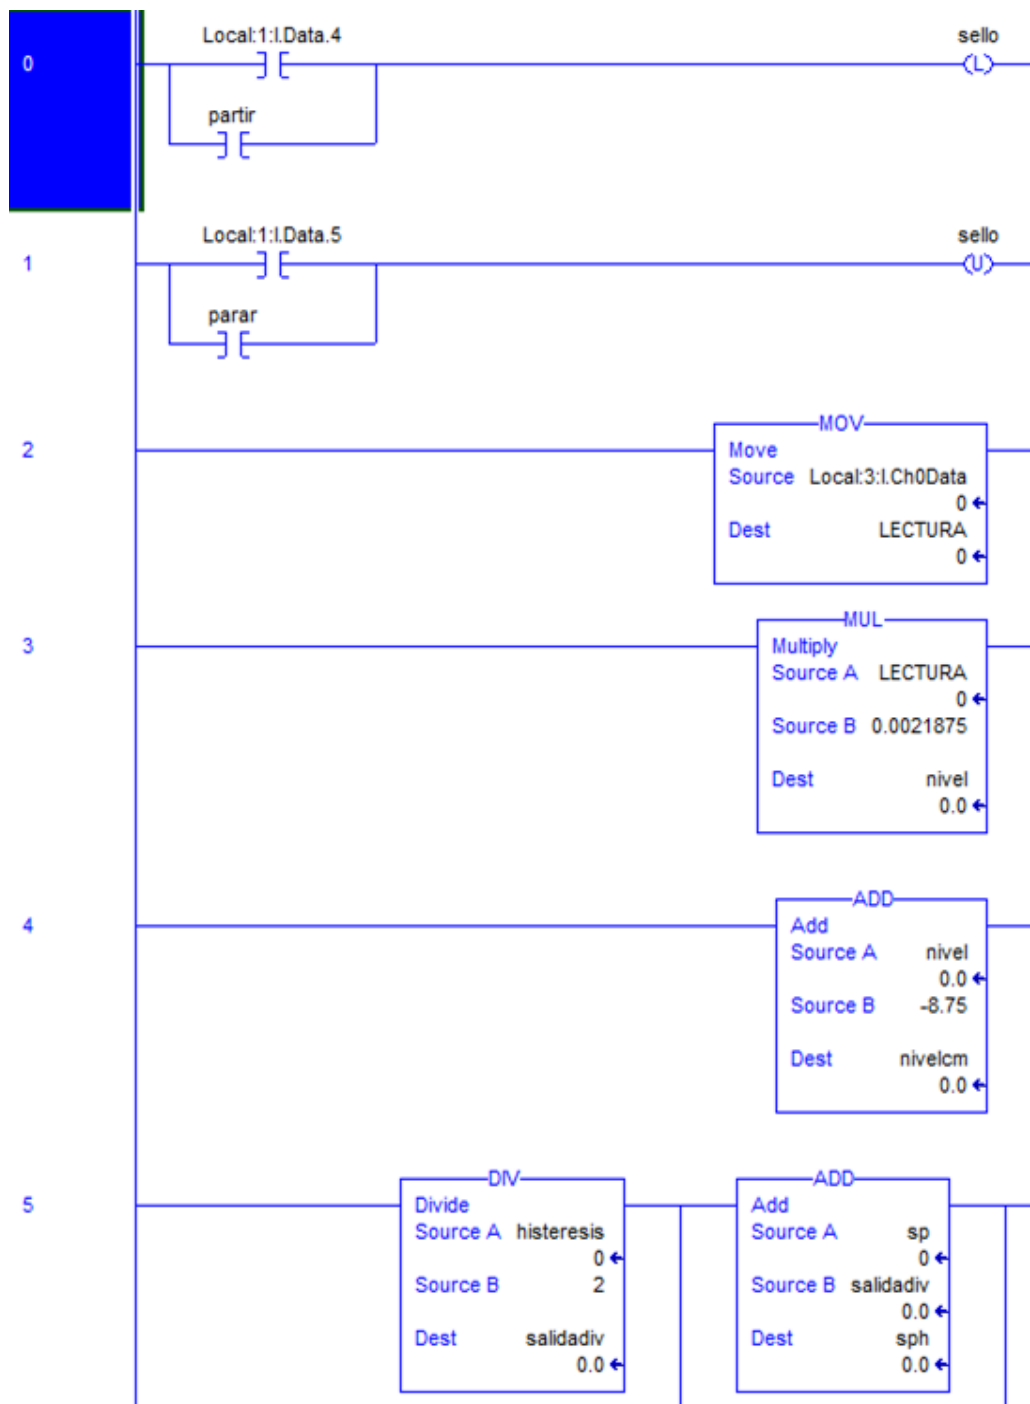 Local:1:I.Data.4
sello
0
L
partir
Local:1:I.Data.5
sello
1
U
parar
MOV
2
Move
Source Local:3:I.Ch0Data
0
Dest LECTURA
0
MUL
3
Multiply
Source A LECTURA
0
Source B 0.0021875
Dest nivel
0.0
ADD
4
Add
Source A nivel
0.0
Source B -8.75
Dest nivelcm
0.0
5
DIV
Divide
Source A histeresis
0
Source B 2
Dest salidadiv
0.0
ADD
Add
Source A sp
0
Source B salidadiv
0.0
Dest sph
0.0